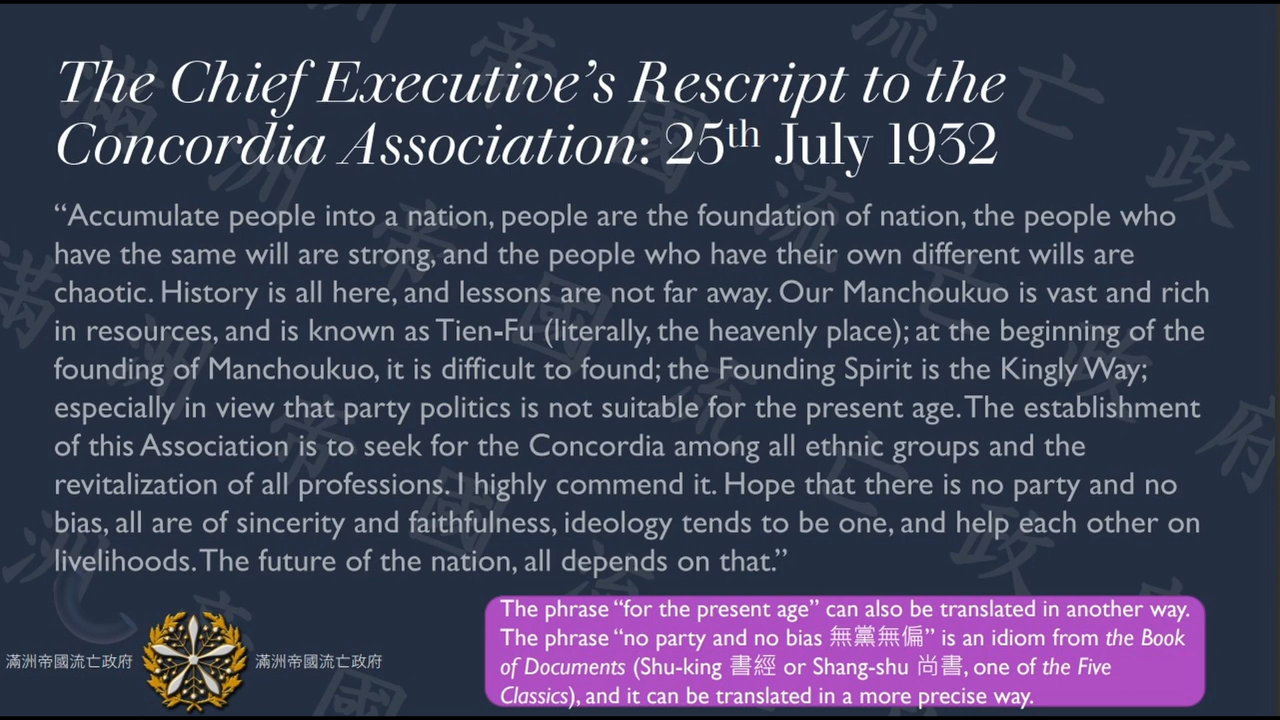 The Chief Executive's Rescript to the
Concordia Association: 25th July 1932
“Accumulate people into a nation, people are the foundation of nation, the people who
have the same will are strong, and the people who have their own different wills are
chaotic. History is all here, and lessons are not far away. Our Manchoukuo is vast and rich
in resources, and is known as Tien-Fu (literally, the heavenly place); at the beginning of the
founding of Manchoukuo, it is difficult to found; the Founding Spirit is the Kingly Way;
especially in view that party politics is not suitable for the present age. The establishment
of this Association is to seek for the Concordia among all ethnic groups and the
revitalization of all professions. I highly commend it. Hope that there is no party and no
bias, all are of sincerity and faithfulness, ideology tends to be one, and help each other on
livelihoods. The future of the nation, all depends on that.”
The phrase “for the present age” can also be translated in another way.
The phrase “no party and no bias 無黨無偏” is an idiom from the Book
of Documents (Shu-king 書經 or Shang-shu 尚書, one of the Five
Classics), and it can be translated in a more precise way.
滿洲帝國流亡政府
滿洲帝國流亡政府
滿洲帝國流亡政府